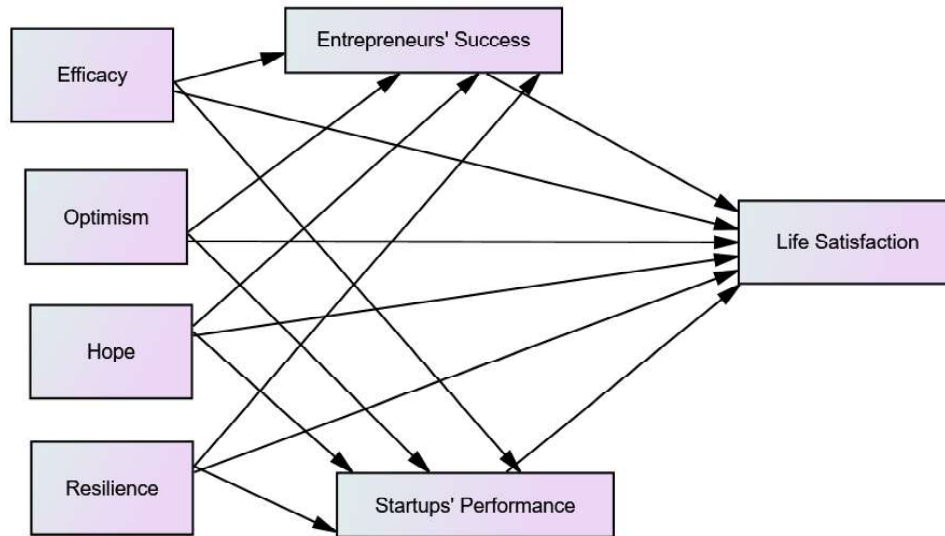 Entrepreneurs' Success
Efficacy
Optimism
Life Satisfaction
Hope
Resilience
Startups' Performance